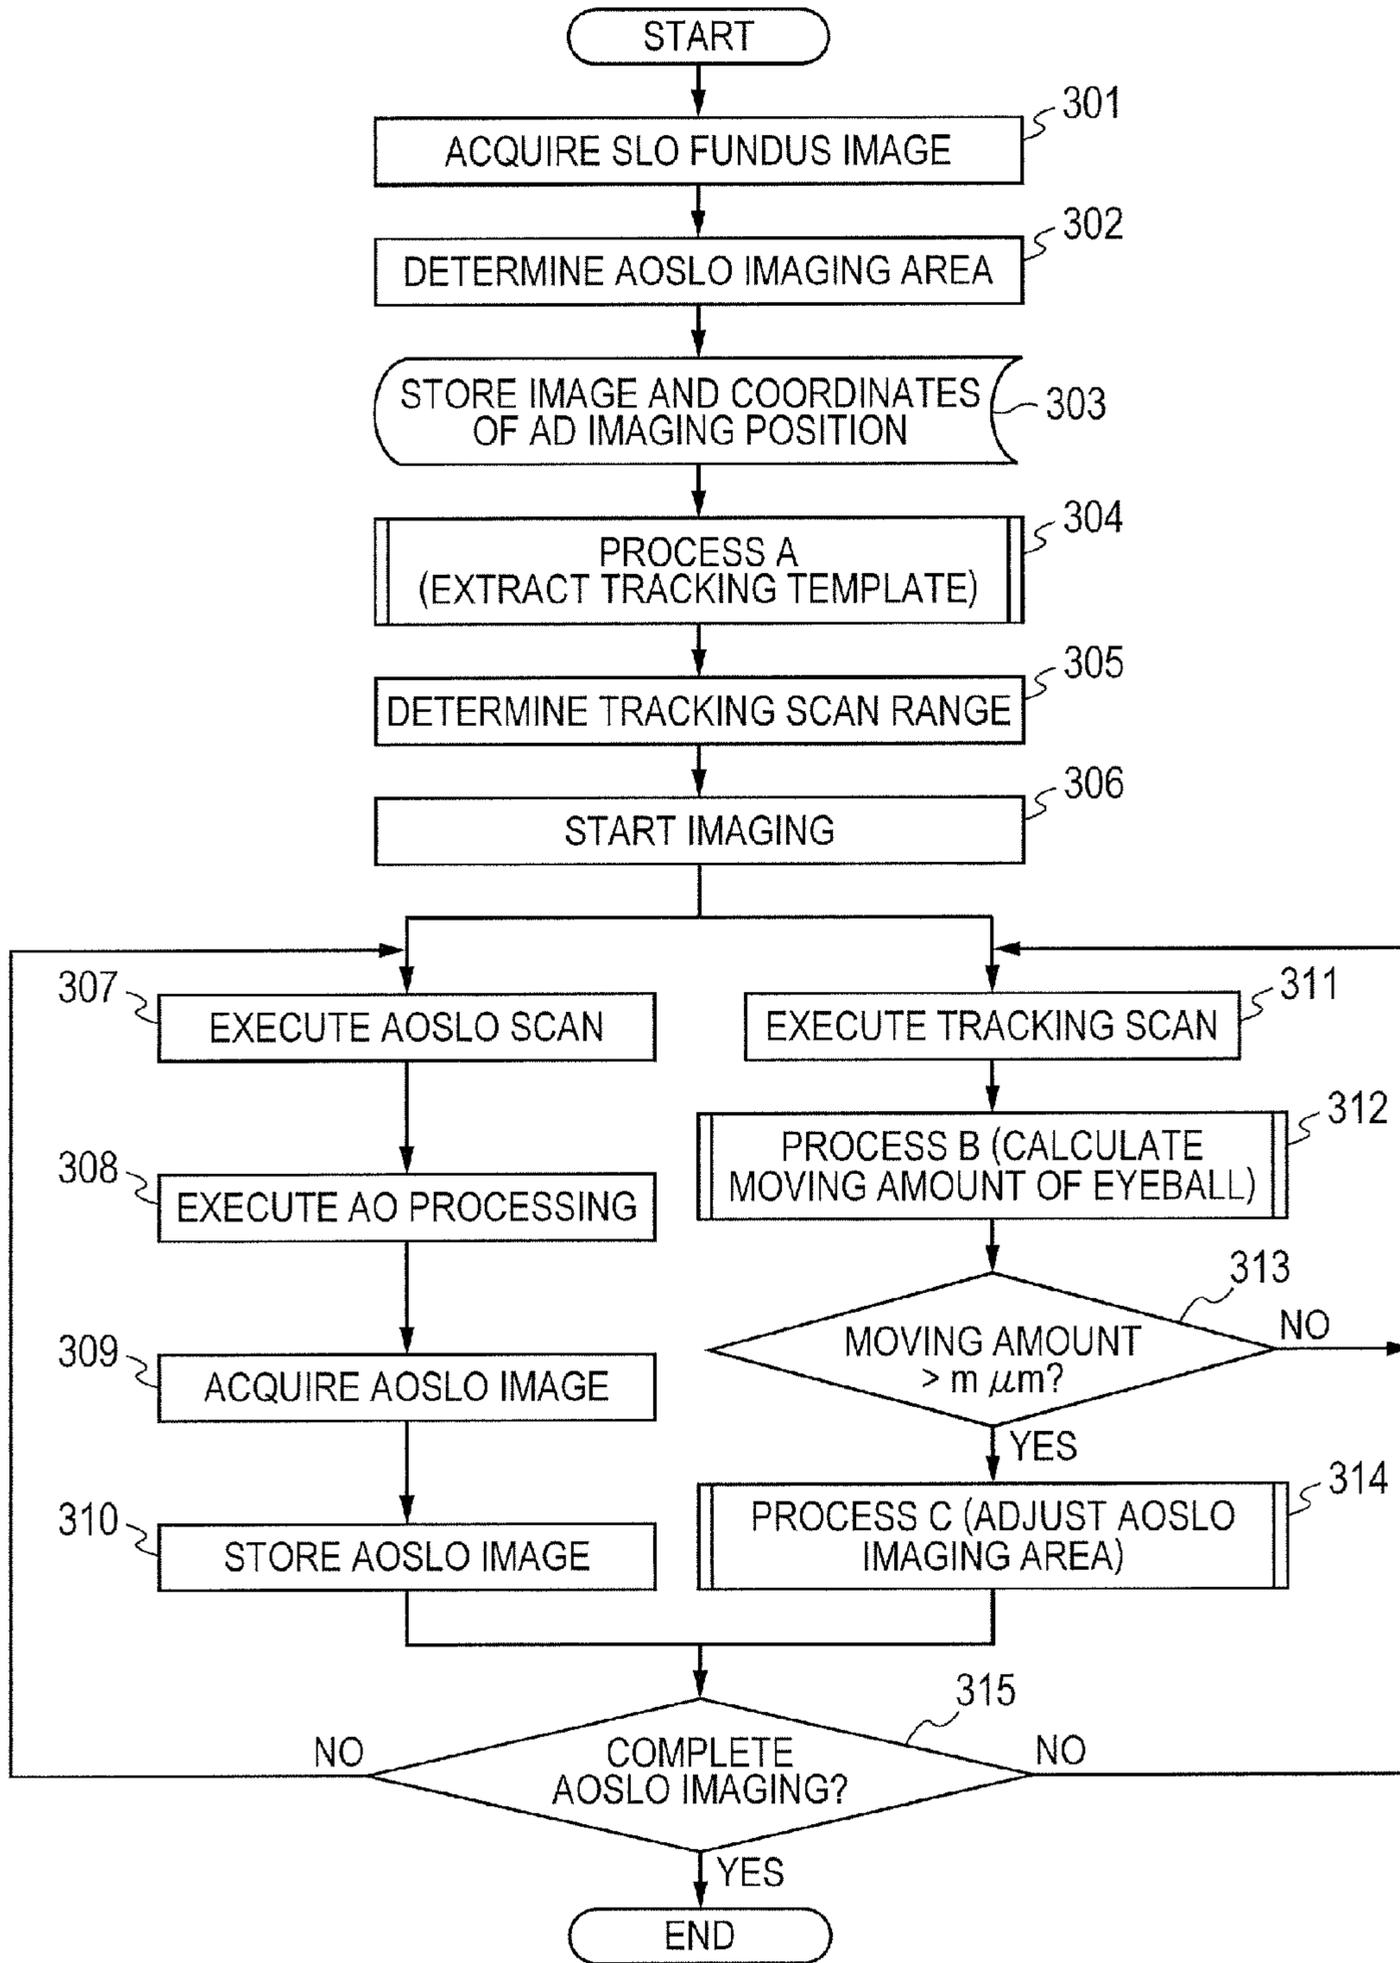 START
301
ACQUIRE SLO FUNDUS IMAGE
302
DETERMINE AOSLO IMAGING AREA
STORE IMAGE AND COORDINATES
OF AD IMAGING POSITION
303
304
PROCESS A
(EXTRACT TRACKING TEMPLATE)
305
DETERMINE TRACKING SCAN RANGE
306
START IMAGING
307
EXECUTE AOSLO SCAN
308
EXECUTE AO PROCESSING
309
ACQUIRE AOSLO IMAGE
310
STORE AOSLO IMAGE
311
EXECUTE TRACKING SCAN
312
PROCESS B (CALCULATE
MOVING AMOUNT OF EYEBALL)
313
MOVING AMOUNT
> m μm?
NO
YES
314
PROCESS C (ADJUST AOSLO
IMAGING AREA)
315
COMPLETE
AOSLO IMAGING?
NO
NO
YES
END